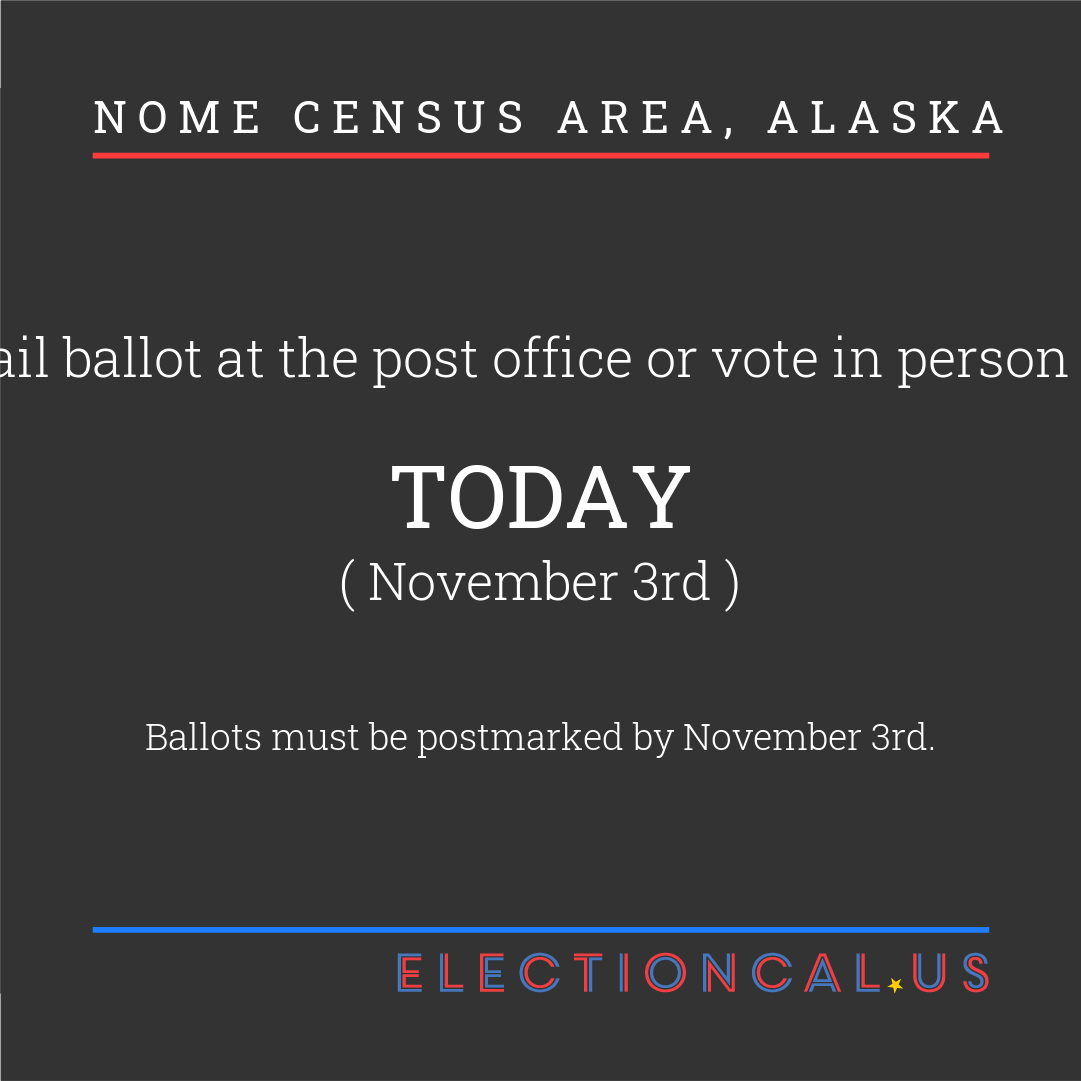 NOME CENSUS AREA, ALASKA
ail ballot at the post office or vote in person
TODAY
( November 3rd )
Ballots must be postmarked by November 3rd.
ELECTIONCAL.US